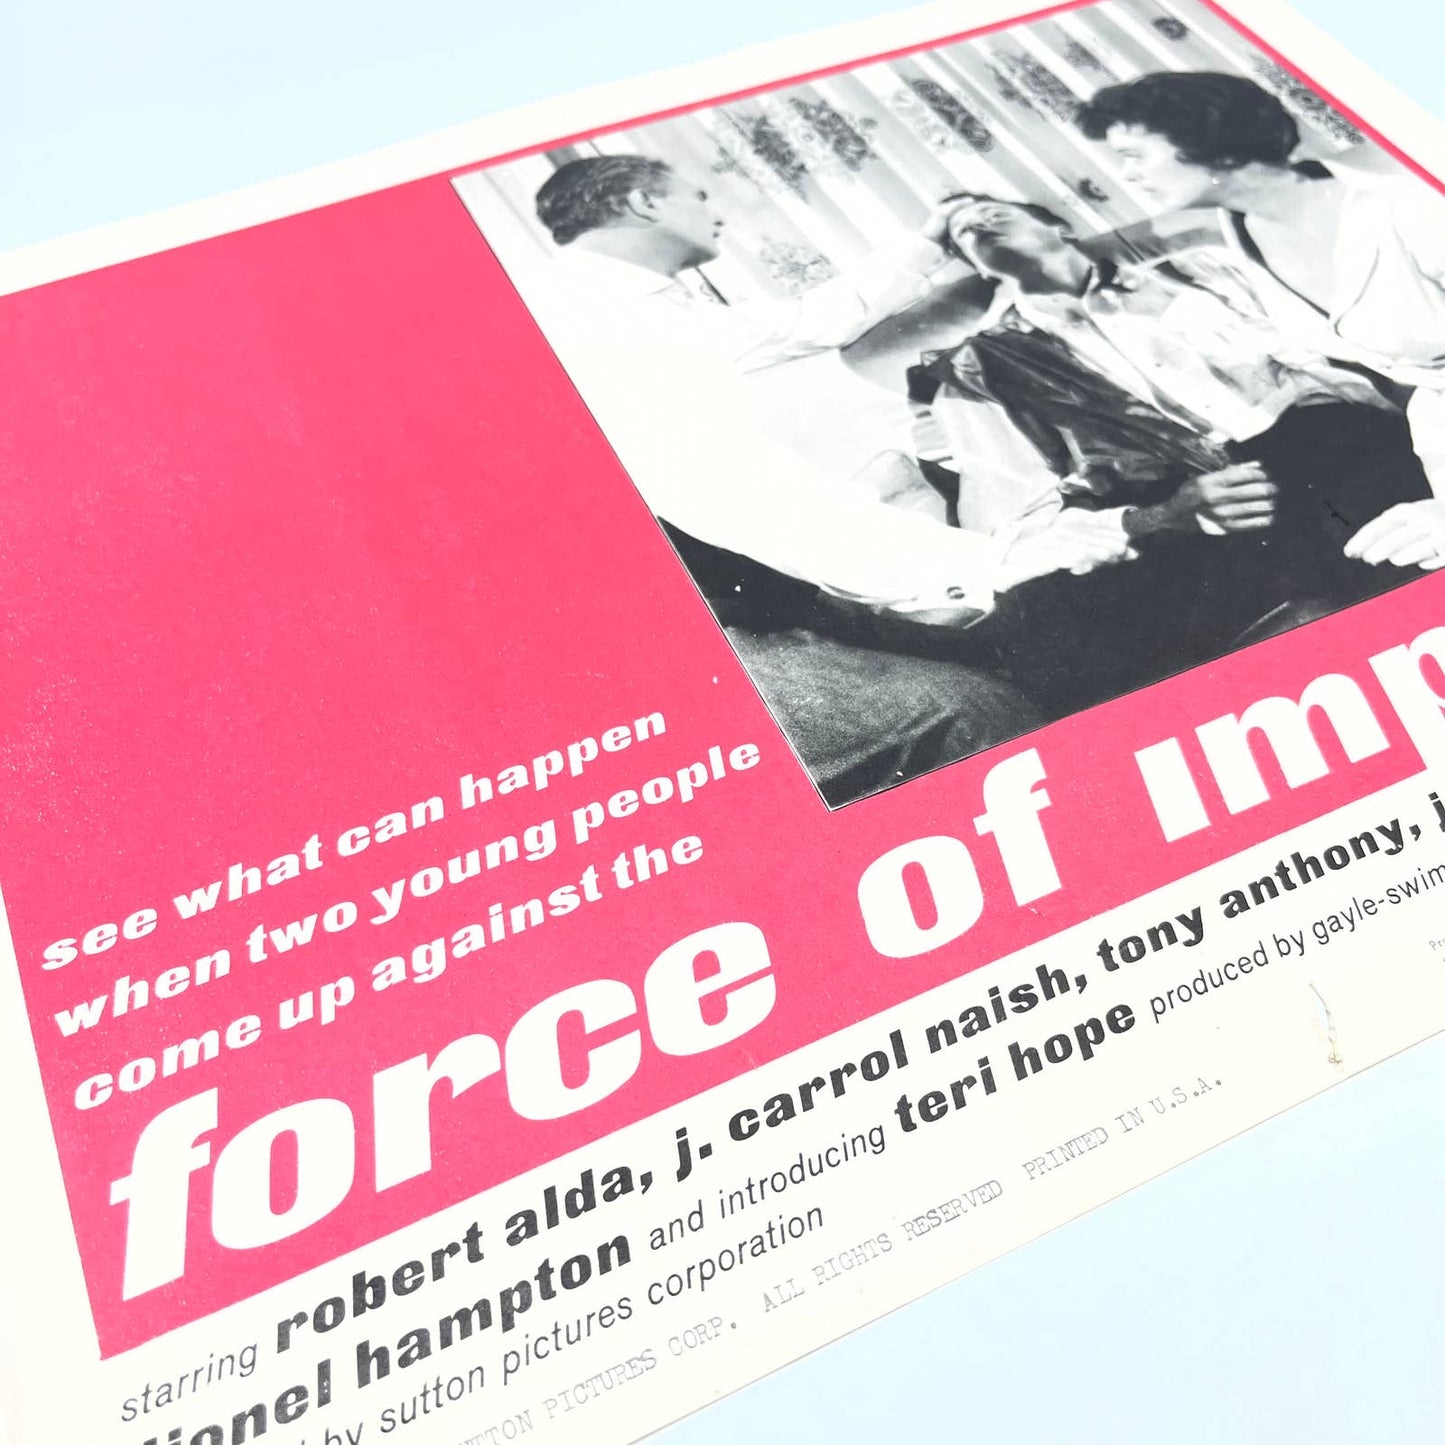 see what can happen
when two young people
come up against the
force of imp
starring robert alda, j. carrol naish, tony anthony, j
lionel hampton and introducing teri hope produced by gayle-swim
by sutton pictures corporation
TTON PICTURES CORP. ALL RIGHTS RESERVED PRINTED IN U.S.A.